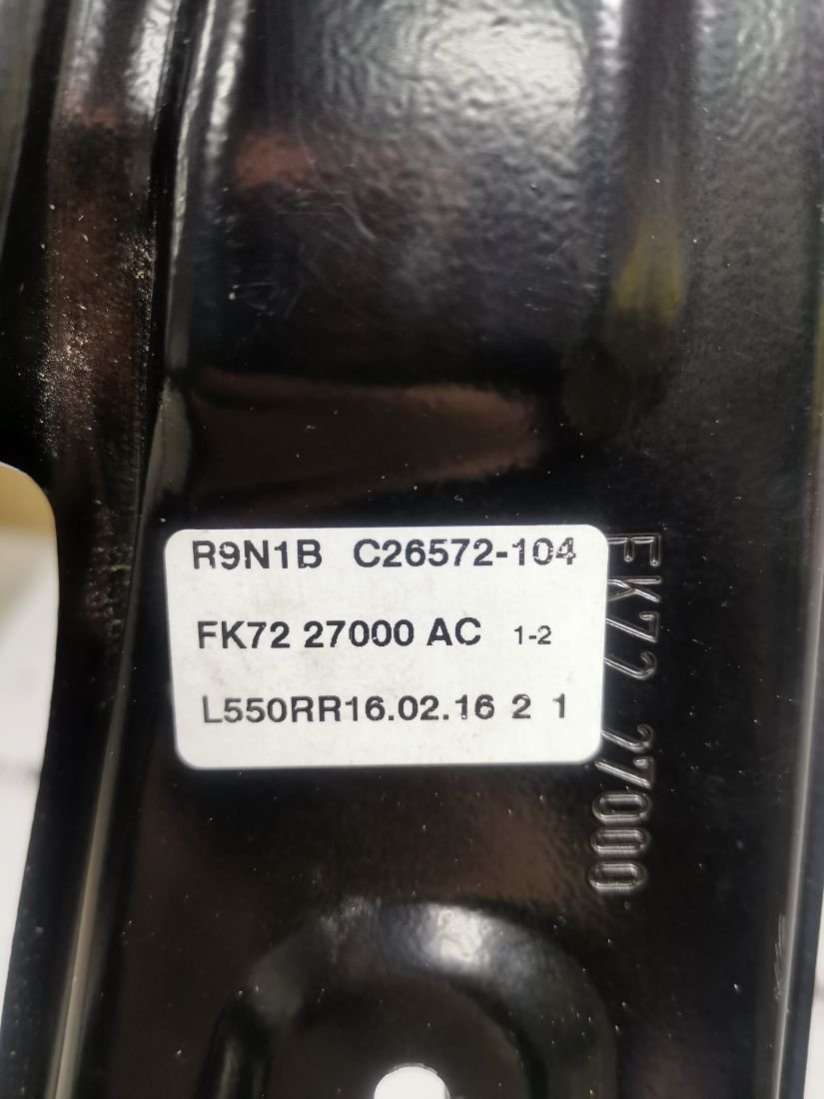 R9N1B C26572-104
FK72 27000 AC 1-2
L550RR16.02.16 2 1
FK72 27000